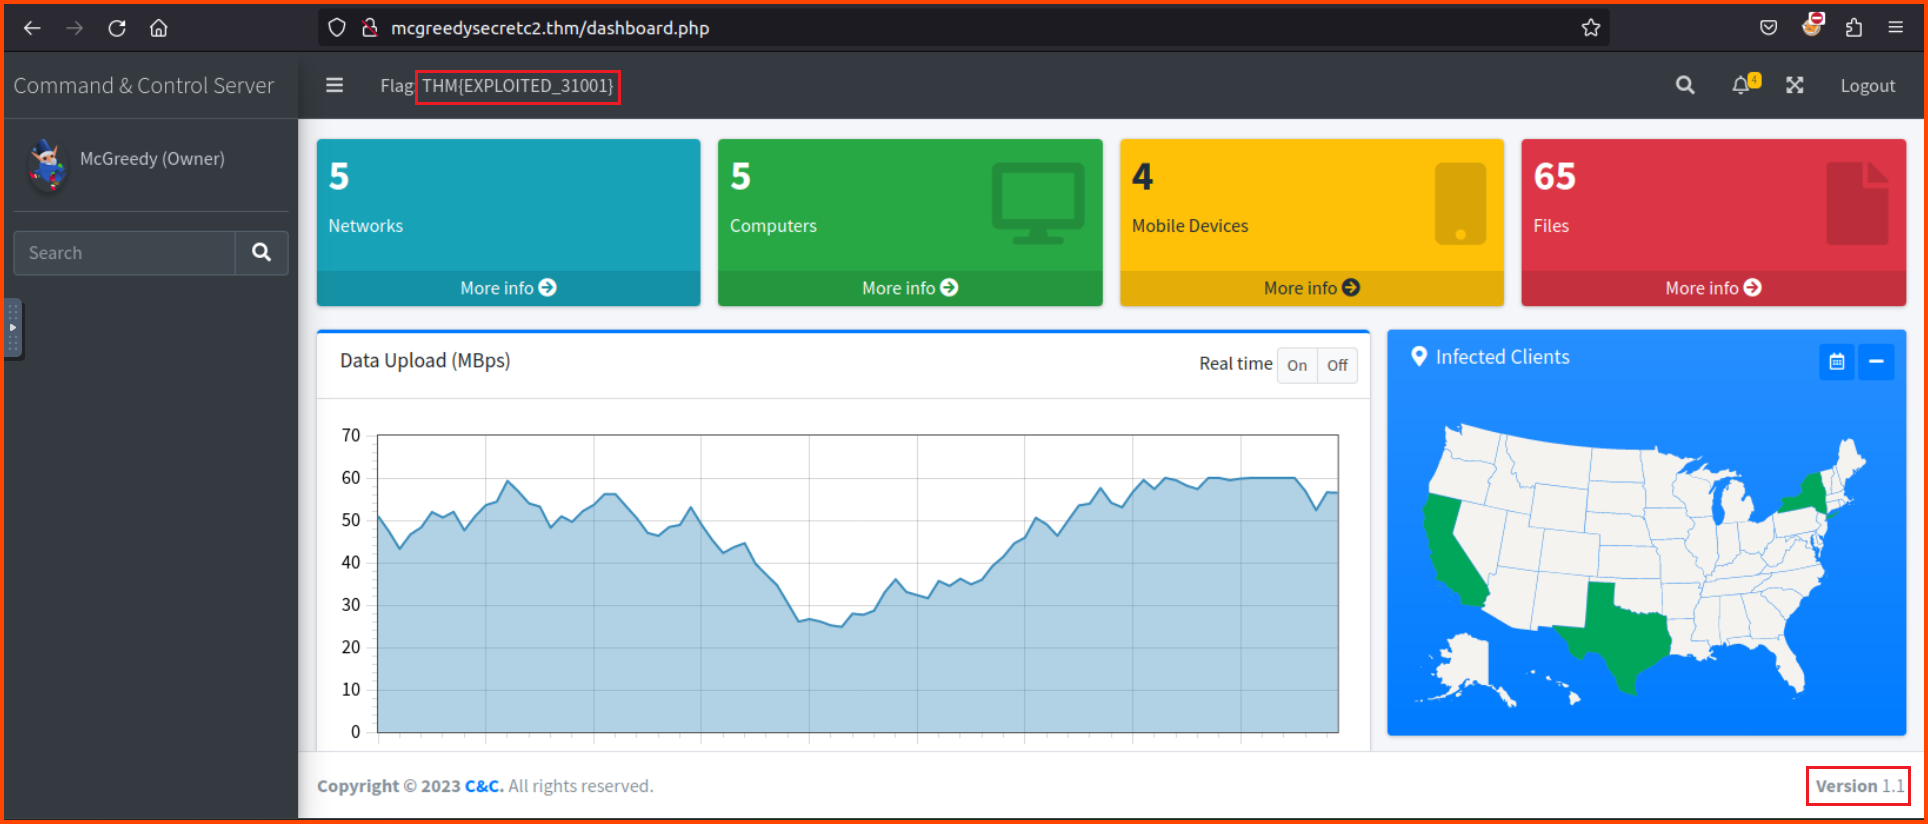 mcgreedysecretc2.thm/dashboard.php
Command & Control Server
Flag THM{EXPLOITED_31001}
4
Logout
McGreedy (Owner)
Search
5
Networks
More info
5
Computers
More info
4
Mobile Devices
More info
65
Files
More info
Data Upload (MBps)
Real time On Off
70
60
50
40
30
20
10
0
Infected Clients
Copyright © 2023 C&C. All rights reserved.
Version 1.1